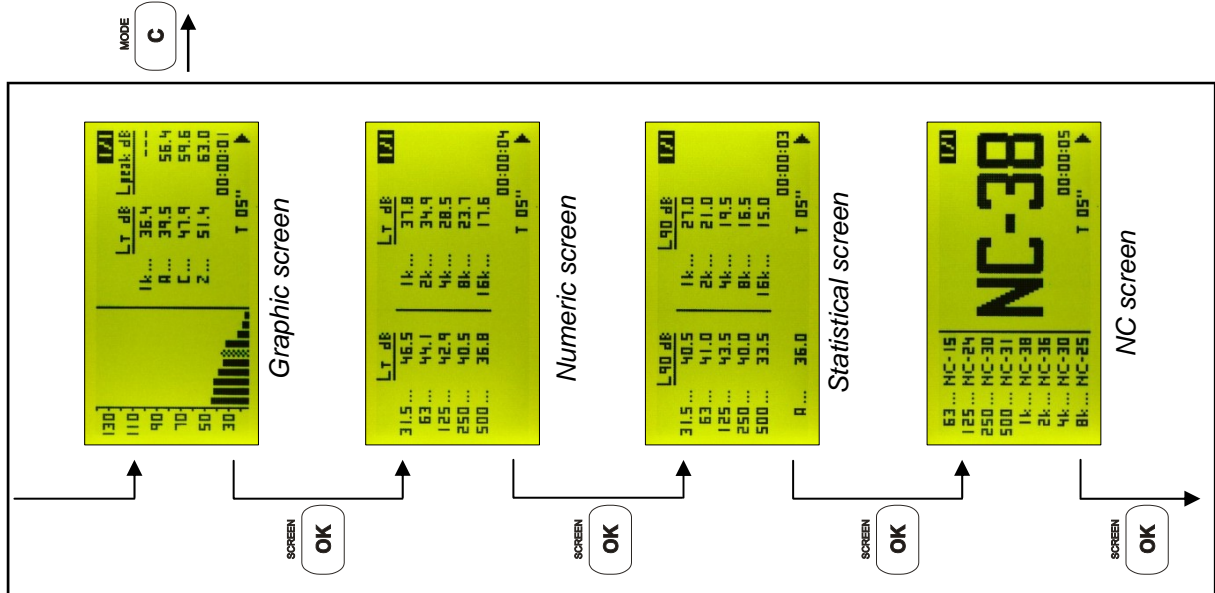 MODE
C
130
110
90
70
50
30
LT dB Lpeak dB
1k... 36.4 ---
A... 39.5 56.4
C... 47.9 59.6
Z... 51.4 63.0
00:00:01
T 05"
Graphic screen
SCREEN
OK
LT dB LT dB
31.5... 46.5 1k... 37.8
63... 44.1 2k... 34.9
125... 42.9 4k... 28.5
250... 40.5 8k... 23.7
500... 36.8 16k... 17.6
00:00:04
T 05"
Numeric screen
SCREEN
OK
L90 dB L90 dB
31.5... 40.5 1k... 27.0
63... 41.0 2k... 21.0
125... 43.5 4k... 19.5
250... 40.0 8k... 16.5
500... 33.5 16k... 15.0
00:00:03
A... 36.0 T 05"
Statistical screen
SCREEN
OK
63... NC-15
125... NC-24
250... NC-30
500... NC-31
1k... NC-38
2k... NC-36
4k... NC-30
8k... NC-25
NC-38
00:00:05
T 05"
NC screen
SCREEN
OK